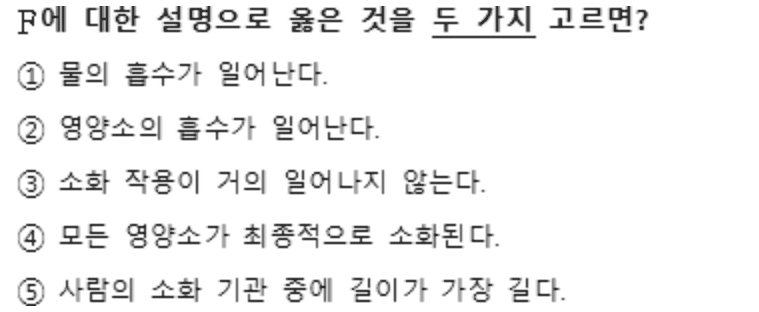 F에 대한 설명으로 옳은 것을 두 가지 고르면?
① 물의 흡수가 일어난다.
② 영양소의 흡수가 일어난다.
③ 소화 작용이 거의 일어나지 않는다.
④ 모든 영양소가 최종적으로 소화된다.
⑤ 사람의 소화 기관 중에 길이가 가장 길다.